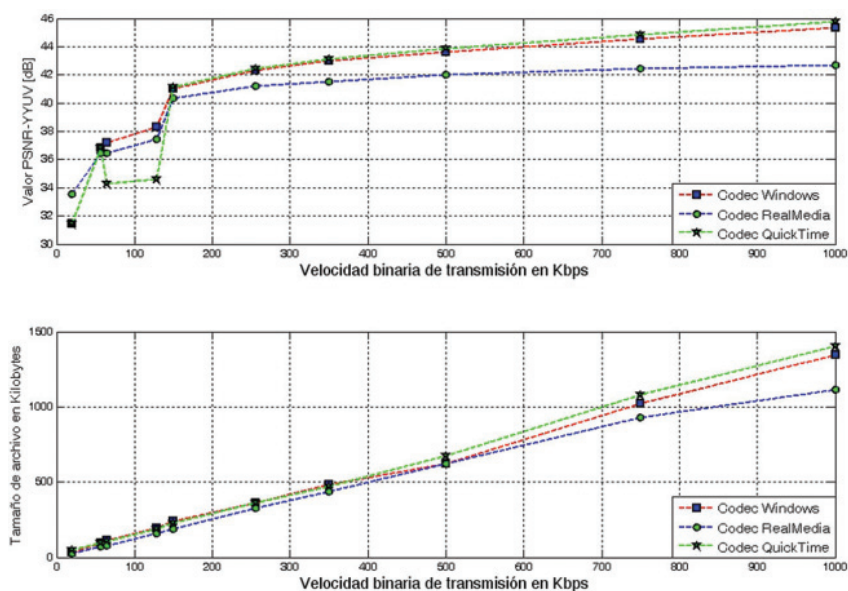 46
44
42
40
38
36
34
32
30
Valor PSNR-YYUV [dB]
0 100 200 300 400 500 600 700 800 900 1000
Velocidad binaria de transmisión en Kbps
Codec Windows
Codec RealMedia
Codec QuickTime
1500
1000
500
0
Tamaño de archivo en Kilobytes
0 100 200 300 400 500 600 700 800 900 1000
Velocidad binaria de transmisión en Kbps
Codec Windows
Codec RealMedia
Codec QuickTime